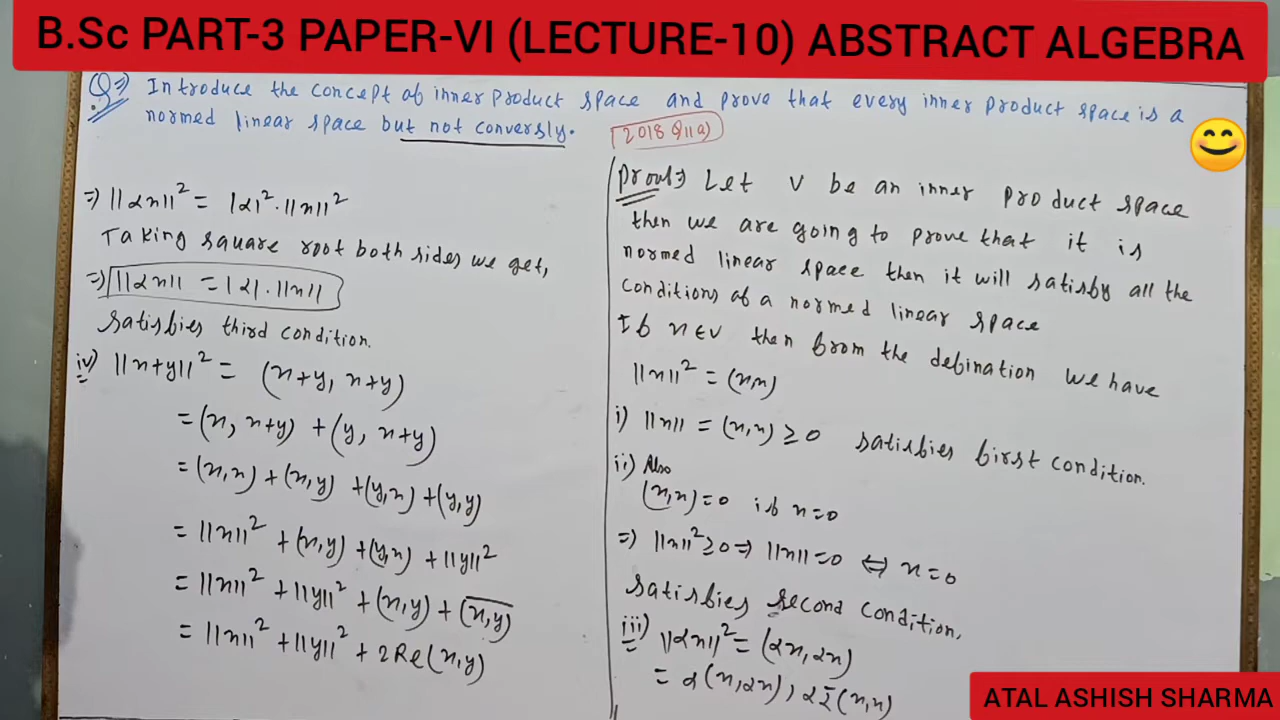 B.Sc PART-3 PAPER-VI (LECTURE-10) ABSTRACT ALGEBRA
Q⇒ Introduce the concept of inner product space and prove that every inner product space is a
normed linear space but not conversly.
2018 Q11a)
⇒ ||αx||² = |α|².||x||²
Taking square root both sides we get,
⇒ ||αx|| = |α|.||x||
satisfies third condition.
iv) ||x+y||² = (x+y, x+y)
= (x, x+y) + (y, x+y)
= (x,x) + (x,y) + (y,x) + (y,y)
= ||x||² + (x,y) + (y,x) + ||y||²
= ||x||² + ||y||² + (x,y) + \overline{(x,y)}
= ||x||² + ||y||² + 2Re(x,y)
Proof⇒ Let V be an inner product space
then we are going to prove that it is
normed linear space then it will satisfy all the
conditions of a normed linear space
If x∈v then from the defination we have
||x||² = (x,x)
i) ||x|| = (x,x) ≥ 0 satisfies first condition.
ii) Also
(x,x) = 0 if x=0
⇒ ||x||² ≥ 0 ⇒ ||x|| = 0 ⇔ x = 0
satisfies second condition.
iii) ||αx||² = (αx, αx)
= α(x, αx), αᾱ(x,x)
ATAL ASHISH SHARMA